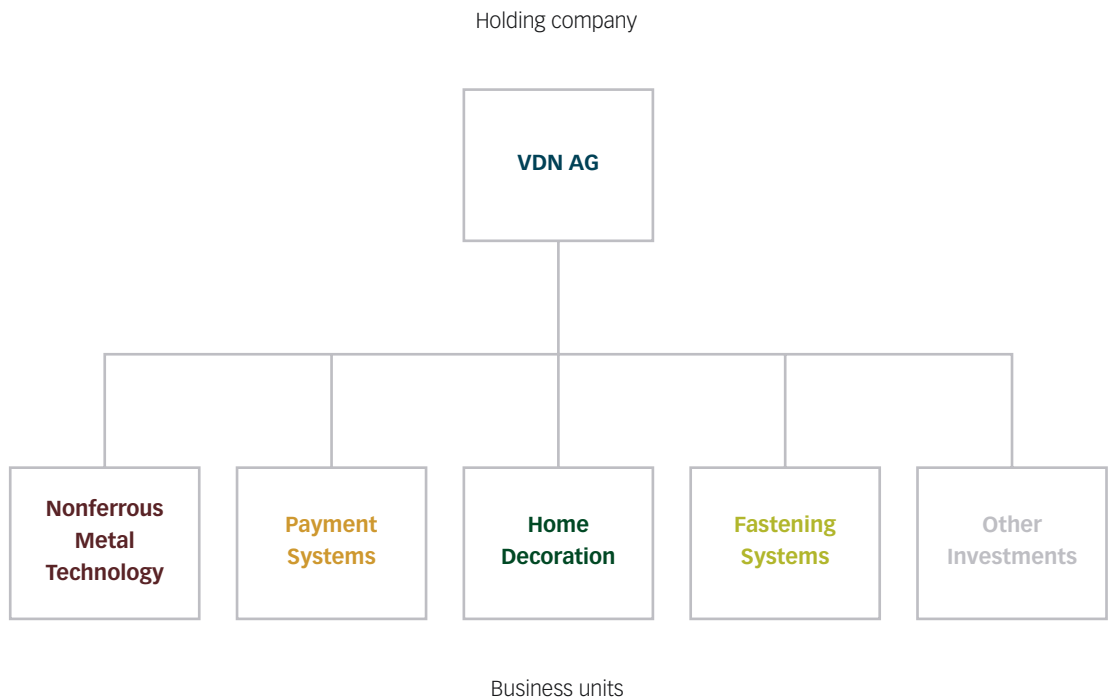 Holding company
VDN AG
Nonferrous
Metal
Technology
Payment
Systems
Home
Decoration
Fastening
Systems
Other
Investments
Business units